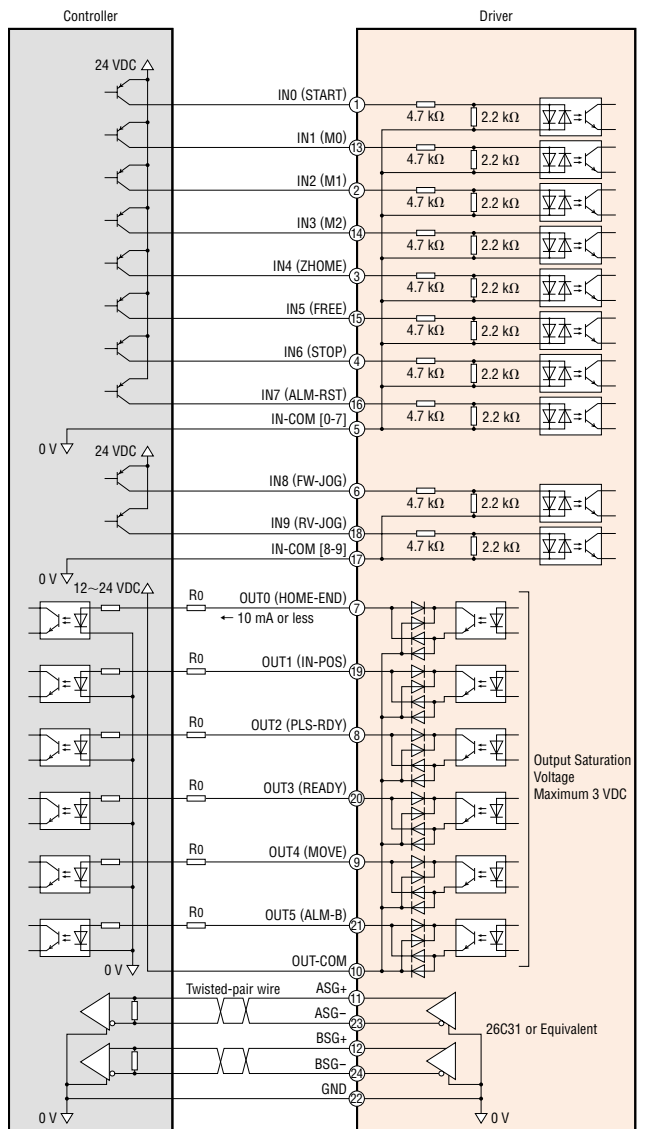 Controller
Driver
24 VDC
IN0 (START)
1
4.7 kΩ
2.2 kΩ
IN1 (M0)
13
4.7 kΩ
2.2 kΩ
IN2 (M1)
2
4.7 kΩ
2.2 kΩ
IN3 (M2)
14
4.7 kΩ
2.2 kΩ
IN4 (ZHOME)
3
4.7 kΩ
2.2 kΩ
IN5 (FREE)
15
4.7 kΩ
2.2 kΩ
IN6 (STOP)
4
4.7 kΩ
2.2 kΩ
IN7 (ALM-RST)
16
4.7 kΩ
2.2 kΩ
IN-COM [0-7]
5
0 V
24 VDC
IN8 (FW-JOG)
6
4.7 kΩ
2.2 kΩ
IN9 (RV-JOG)
18
4.7 kΩ
2.2 kΩ
IN-COM [8-9]
17
0 V
12~24 VDC
R0
OUT0 (HOME-END)
7
← 10 mA or less
R0
OUT1 (IN-POS)
19
R0
OUT2 (PLS-RDY)
8
Output Saturation
Voltage
Maximum 3 VDC
R0
OUT3 (READY)
20
R0
OUT4 (MOVE)
9
R0
OUT5 (ALM-B)
21
OUT-COM
10
0 V
Twisted-pair wire
ASG+
11
ASG−
23
26C31 or Equivalent
BSG+
12
BSG−
24
GND
22
0 V
0 V